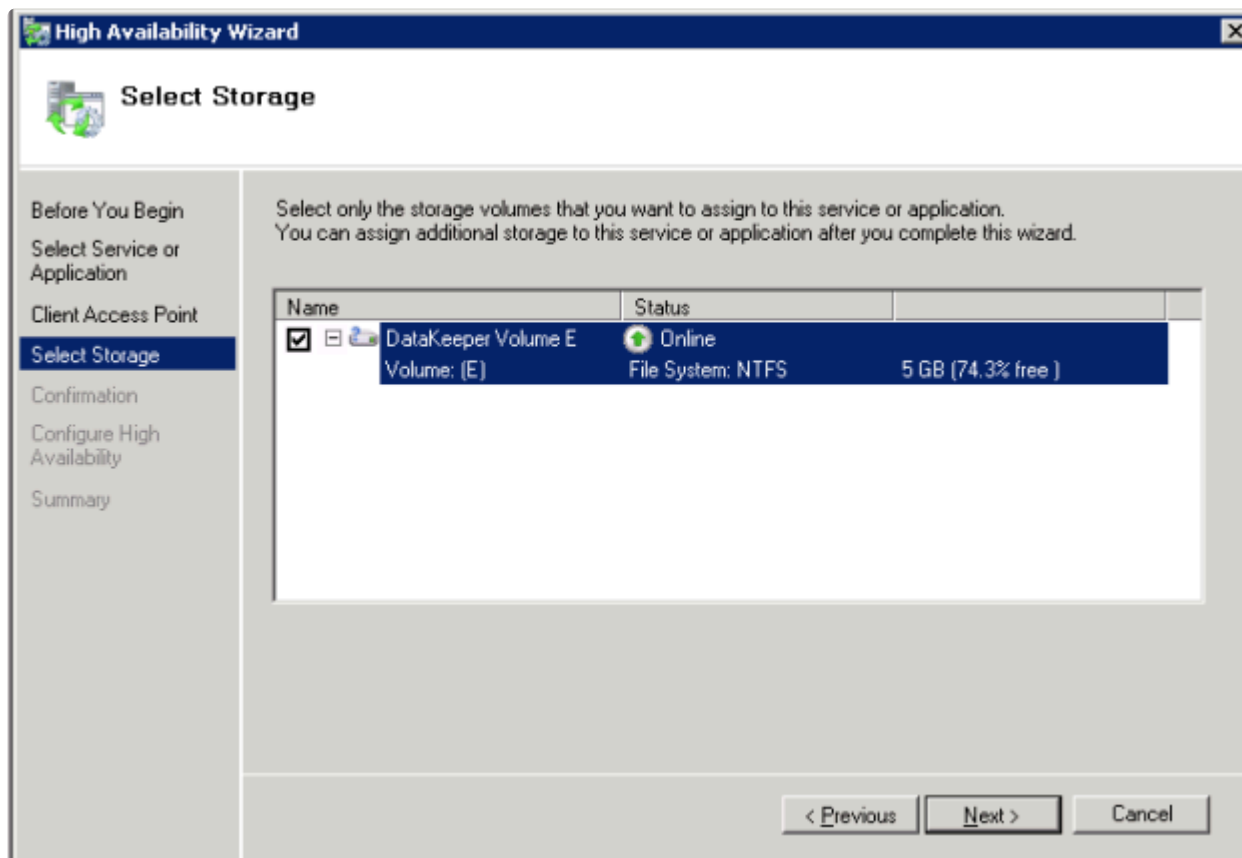 High Availability Wizard
Select Storage
Before You Begin
Select Service or
Application
Client Access Point
Select Storage
Confirmation
Configure High
Availability
Summary
Select only the storage volumes that you want to assign to this service or application.
You can assign additional storage to this service or application after you complete this wizard.
Name Status
DataKeeper Volume E Online
Volume: (E) File System: NTFS 5 GB (74.3% free )
< Previous Next > Cancel